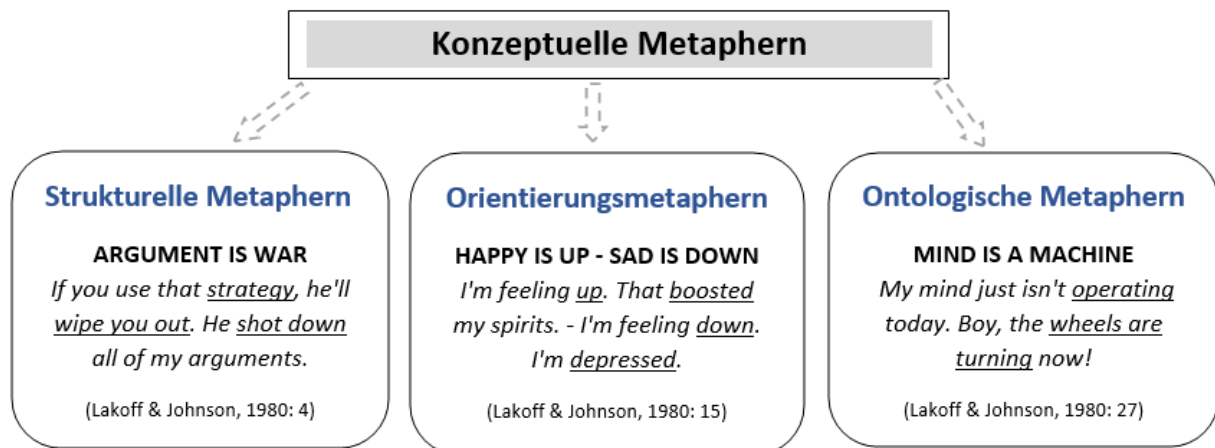 Konzeptuelle Metaphern
Strukturelle Metaphern
ARGUMENT IS WAR
If you use that strategy, he'll
wipe you out. He shot down
all of my arguments.
(Lakoff & Johnson, 1980: 4)
Orientierungsmetaphern
HAPPY IS UP - SAD IS DOWN
I'm feeling up. That boosted
my spirits. - I'm feeling down.
I'm depressed.
(Lakoff & Johnson, 1980: 15)
Ontologische Metaphern
MIND IS A MACHINE
My mind just isn't operating
today. Boy, the wheels are
turning now!
(Lakoff & Johnson, 1980: 27)